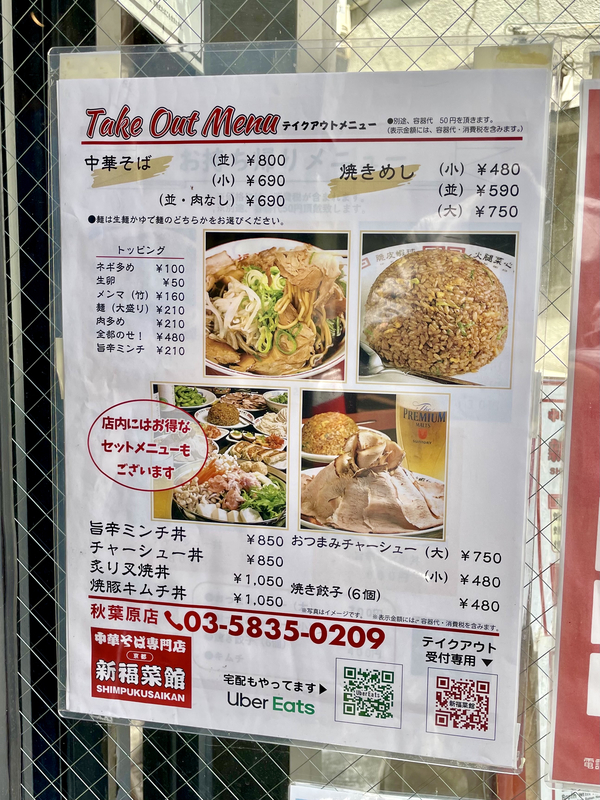 Take Out Menu テイクアウトメニュー
●別途、容器代 50円を頂きます。
(表示金額には、容器代・消費税を含みます。)
中華そば (並) ¥800
(小) ¥690
(並・肉なし) ¥690
焼きめし (小) ¥480
(並) ¥590
(大) ¥750
●麺は生麺かゆで麺のどちらかをお選びください。
トッピング
ネギ多め ¥100
生卵 ¥50
メンマ (竹) ¥160
麺 (大盛り) ¥210
肉多め ¥210
全部のせ! ¥480
旨辛ミンチ ¥210
PREMIUM
店内にはお得な
セットメニューも
ございます
旨辛ミンチ丼 ¥850
チャーシュー丼 ¥850
炙り叉焼丼 ¥1,050
焼豚キムチ丼 ¥1,050
おつまみチャーシュー (大) ¥750
(小) ¥480
焼き餃子 (6個) ¥480
※写真はイメージです。 ※表示金額には、容器代・消費税を含みます。
秋葉原店 03-5835-0209
中華そば専門店
京都
新福菜館
SHIMPUKUSAIKAN
宅配もやってます▶
Uber Eats
UberEats
テイクアウト
受付専用▼
新福菜館